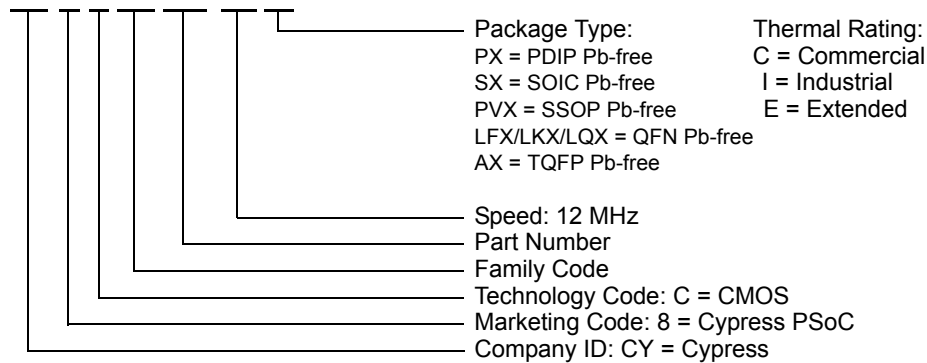 Package Type: Thermal Rating:
PX = PDIP Pb-free C = Commercial
SX = SOIC Pb-free I = Industrial
PVX = SSOP Pb-free E = Extended
LFX/LKX/LQX = QFN Pb-free
AX = TQFP Pb-free
Speed: 12 MHz
Part Number
Family Code
Technology Code: C = CMOS
Marketing Code: 8 = Cypress PSoC
Company ID: CY = Cypress